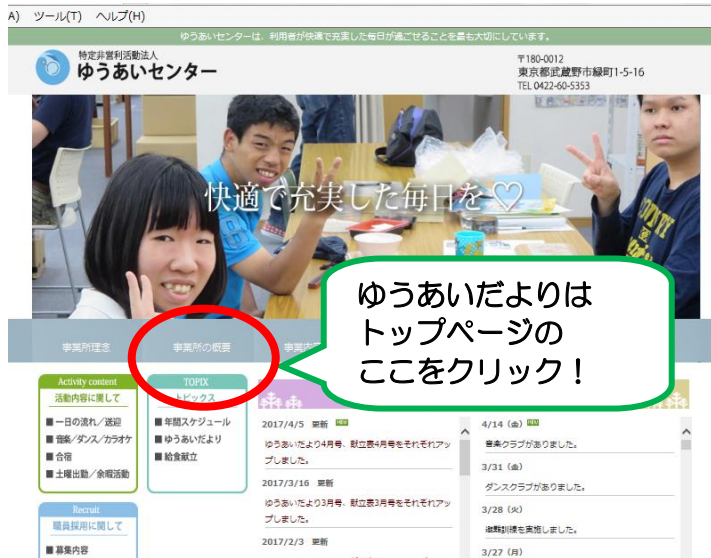 A) ツール(T) ヘルプ(H)
ゆうあいセンターは、利用者が快適で充実した毎日が過ごせることを最も大切にしています。
特定非営利活動法人
ゆうあいセンター
〒180-0012
東京都武蔵野市緑町1-5-16
TEL 0422-60-5353
快適で充実した毎日を♡
ゆうあいだよりは
トップページの
ここをクリック！
事業所理念
事業所の概要
事業内
Activity content
活動内容に関して
■ 一日の流れ／送迎
■ 音楽／ダンス／カラオケ
■ 合宿
■ 土曜出勤／余暇活動
Recruit
職員採用に関して
■ 募集内容
TOPIX
トピックス
■ 年間スケジュール
■ ゆうあいだより
■ 給食献立
2017/4/5 更新 NEW
ゆうあいだより4月号、献立表4月号をそれぞれアッ
プしました。
2017/3/16 更新
ゆうあいだより3月号、献立表3月号をそれぞれアッ
プしました。
2017/2/3 更新
4/14（金）NEW
音楽クラブがありました。
3/31（金）
ダンスクラブがありました。
3/28（火）
避難訓練を実施しました。
3/27（月）